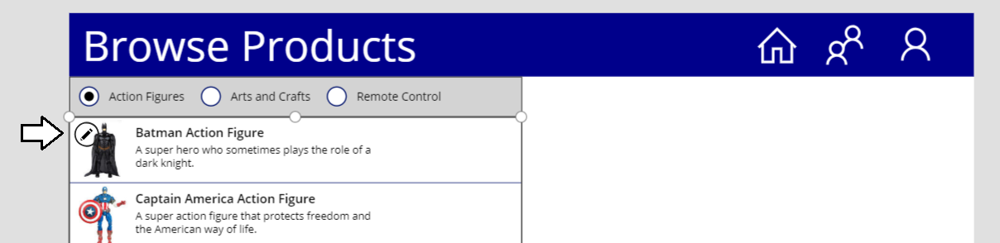 Browse Products
Action Figures Arts and Crafts Remote Control
Batman Action Figure
A super hero who sometimes plays the role of a
dark knight.
Captain America Action Figure
A super action figure that protects freedom and
the American way of life.